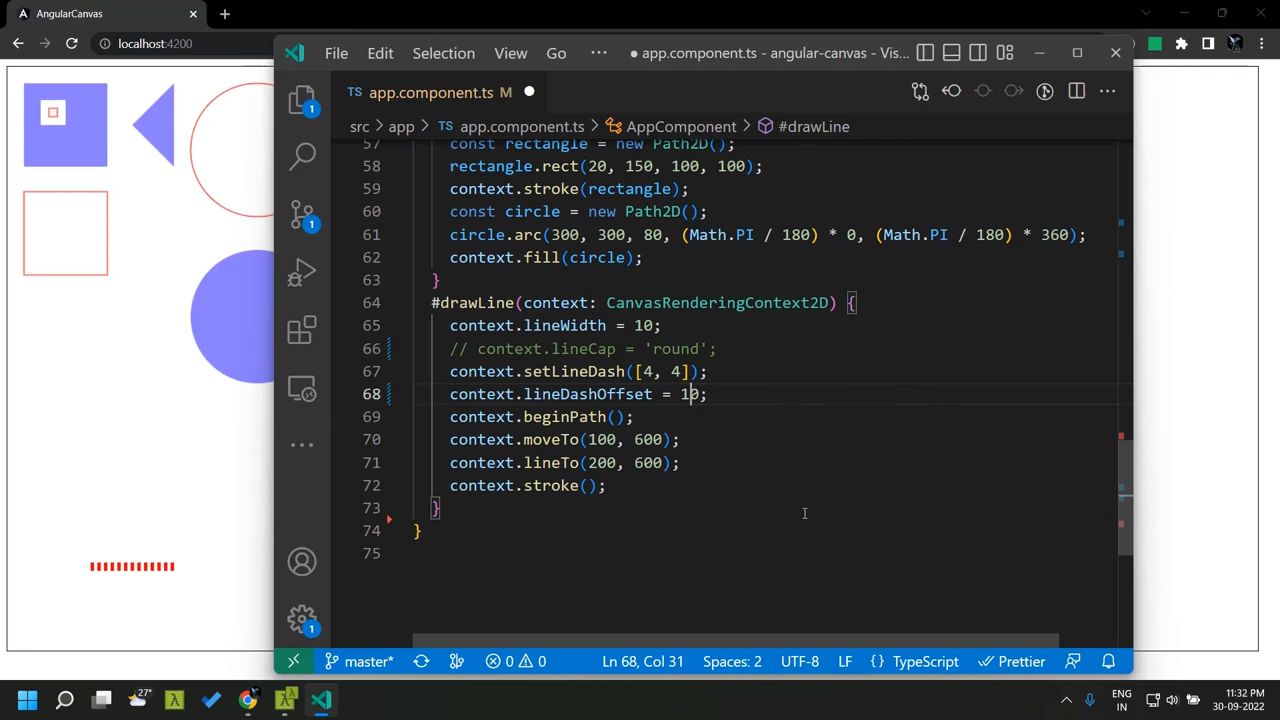 AngularCanvas
localhost:4200
File Edit Selection View Go ··· ● app.component.ts - angular-canvas - Vis...
TS app.component.ts M ●
src > app > TS app.component.ts > AppComponent > #drawLine
57 const rectangle = new Path2D();
58 rectangle.rect(20, 150, 100, 100);
59 context.stroke(rectangle);
60 const circle = new Path2D();
61 circle.arc(300, 300, 80, (Math.PI / 180) * 0, (Math.PI / 180) * 360);
62 context.fill(circle);
63 }
64 #drawLine(context: CanvasRenderingContext2D) {
65 context.lineWidth = 10;
66 // context.lineCap = 'round';
67 context.setLineDash([4, 4]);
68 context.lineDashOffset = 10;
69 context.beginPath();
70 context.moveTo(100, 600);
71 context.lineTo(200, 600);
72 context.stroke();
73 }
74 }
75
1
1
1
master* 0 0 Ln 68, Col 31 Spaces: 2 UTF-8 LF {} TypeScript Prettier
27° ENG IN 11:32 PM 30-09-2022